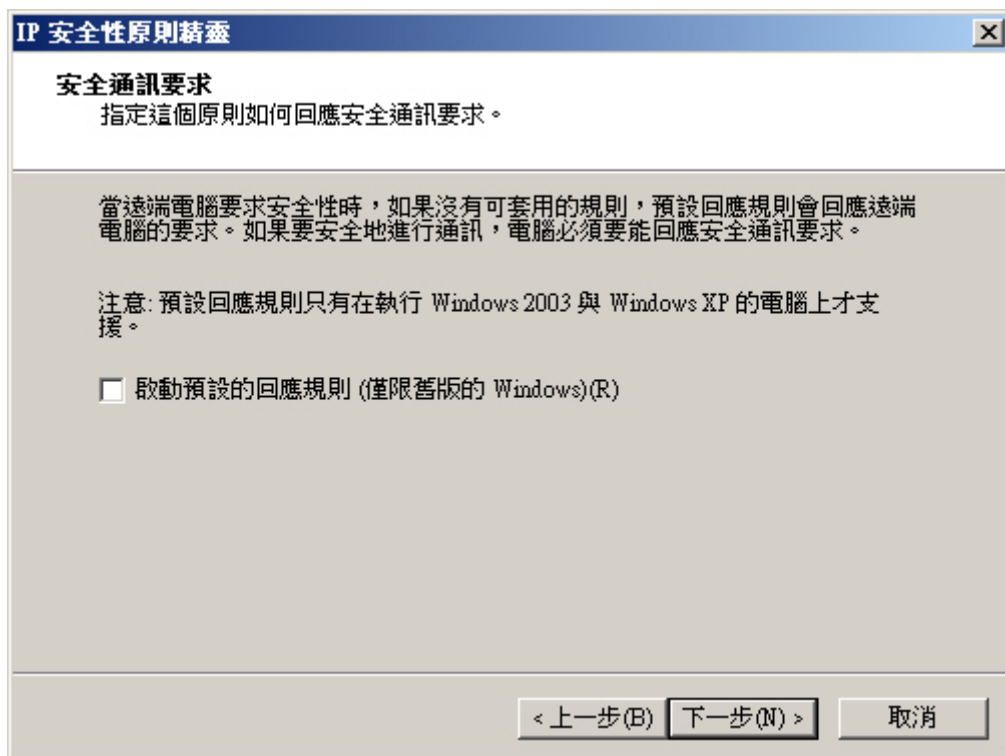 IP 安全性原則精靈
安全通訊要求
指定這個原則如何回應安全通訊要求。
當遠端電腦要求安全性時，如果沒有可套用的規則，預設回應規則會回應遠端
電腦的要求。如果要安全地進行通訊，電腦必須要能回應安全通訊要求。
注意: 預設回應規則只有在執行 Windows 2003 與 Windows XP 的電腦上才支
援。
啟動預設的回應規則 (僅限舊版的 Windows)(R)
< 上一步(B) 下一步(N) > 取消